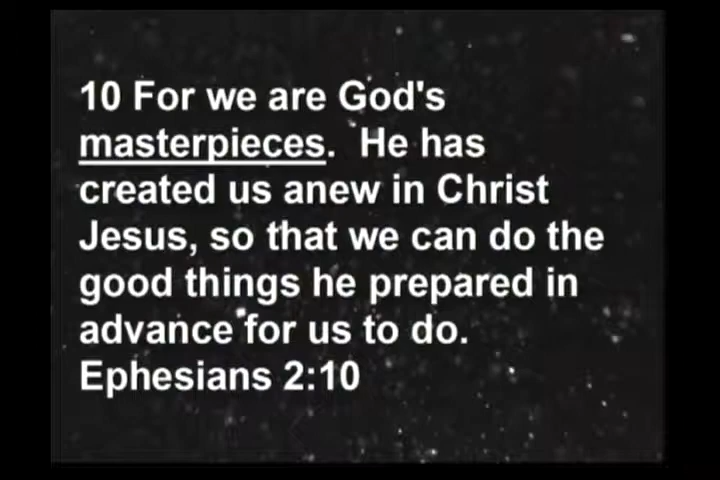 10 For we are God's
masterpieces.  He has
created us anew in Christ
Jesus, so that we can do the
good things he prepared in
advance for us to do.
Ephesians 2:10